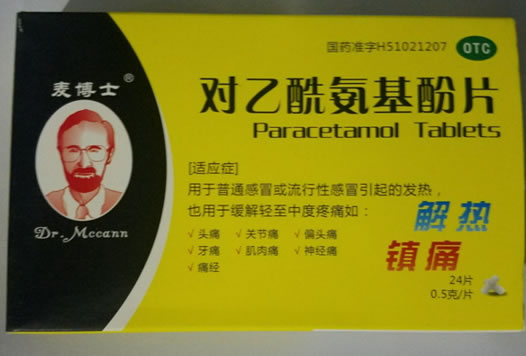 国药准字H51021207 OTC
麦博士®
对乙酰氨基酚片
Paracetamol Tablets
[适应症]
用于普通感冒或流行性感冒引起的发热，
也用于缓解轻至中度疼痛如：
√头痛 √关节痛 √偏头痛
√牙痛 √肌肉痛 √神经痛
√痛经
解热
镇痛
24片
0.5克/片
Dr. Mccann